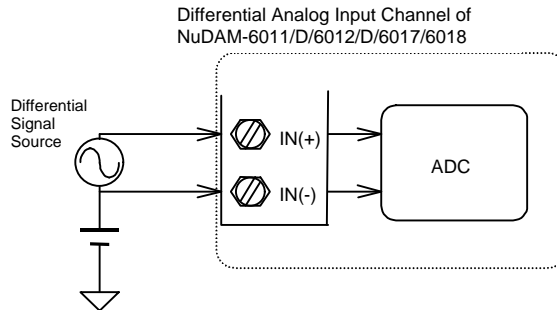 Differential Analog Input Channel of
NuDAM-6011/D/6012/D/6017/6018
Differential
Signal
Source
IN(+)
IN(-)
ADC